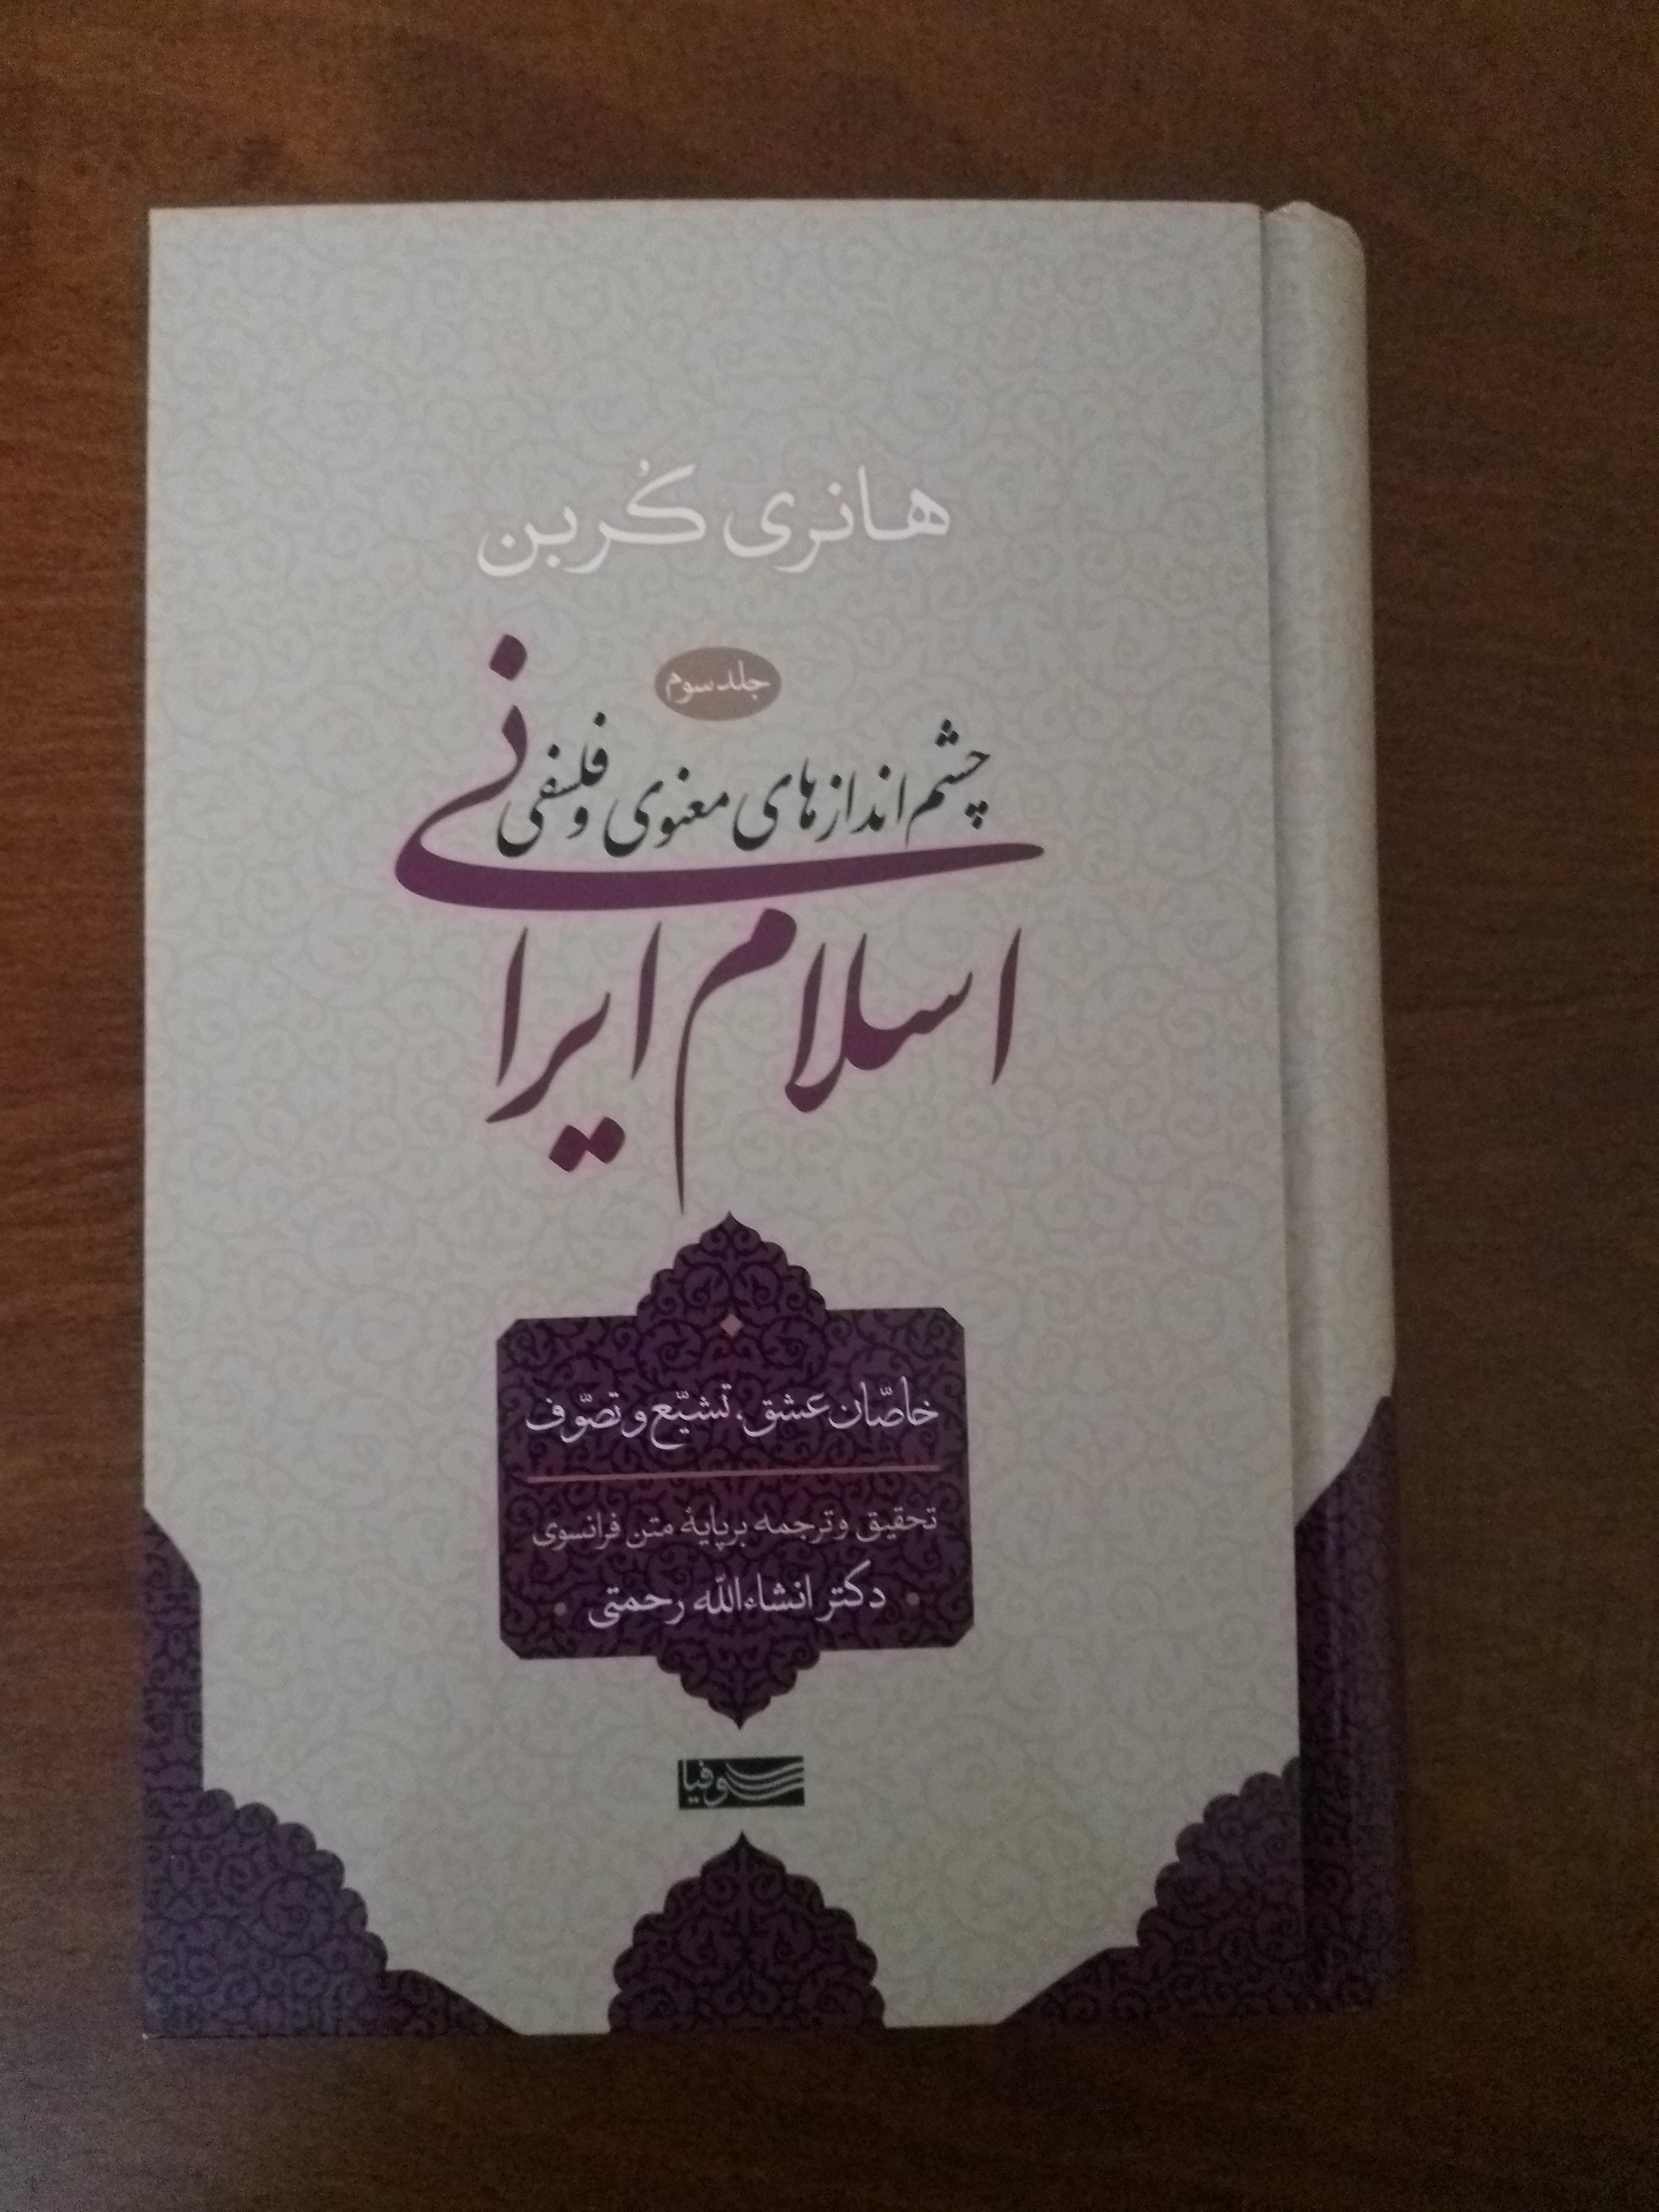 هانری کُربن
جلد سوم
چشم‌اندازهای معنوی و فلسفی
اسلام ایرانی
خاصّان عشق، تشیّع و تصوّف
تحقیق و ترجمه بر پایهٔ متن فرانسوی
دکتر انشاءالله رحمتی
سوفیا